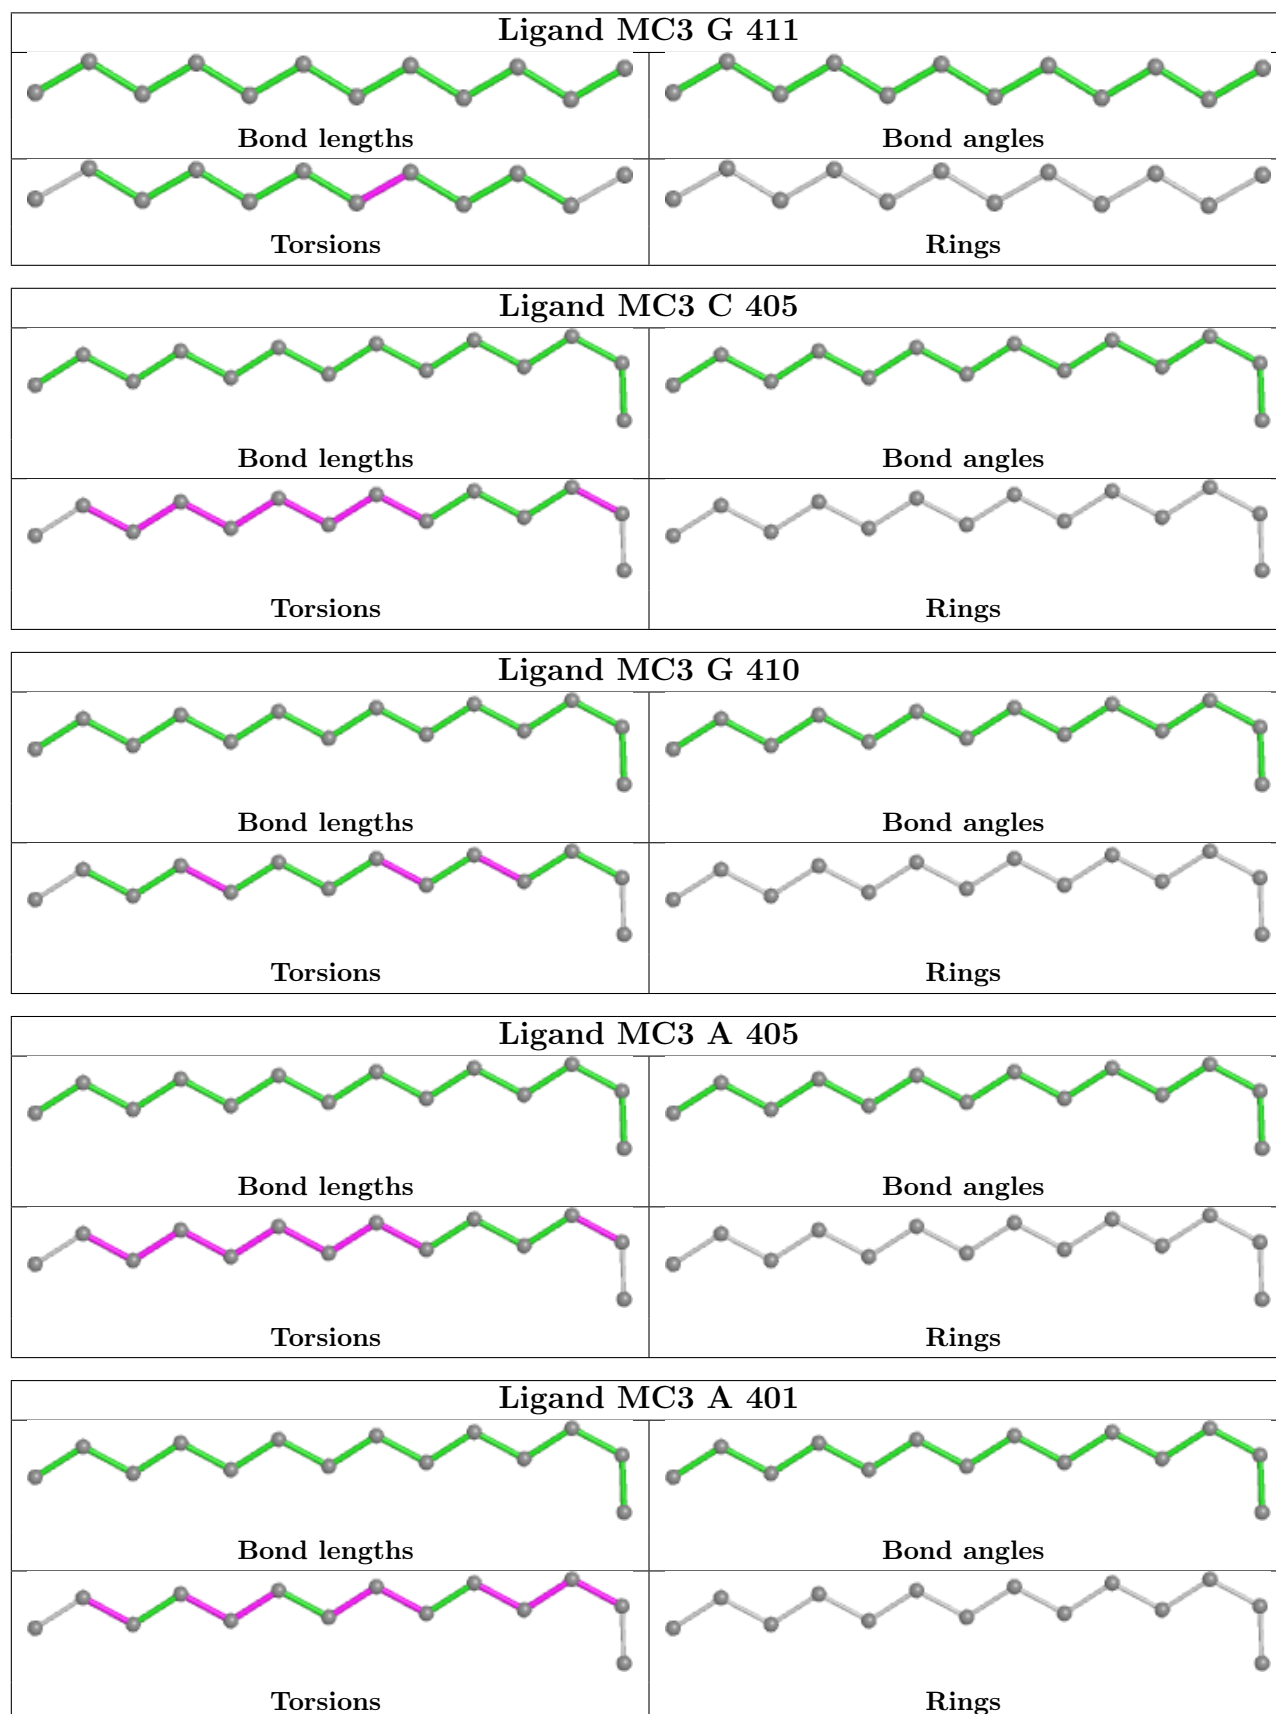 Ligand MC3 G 411
Bond lengths
Bond angles
Torsions
Rings
Ligand MC3 C 405
Bond lengths
Bond angles
Torsions
Rings
Ligand MC3 G 410
Bond lengths
Bond angles
Torsions
Rings
Ligand MC3 A 405
Bond lengths
Bond angles
Torsions
Rings
Ligand MC3 A 401
Bond lengths
Bond angles
Torsions
Rings